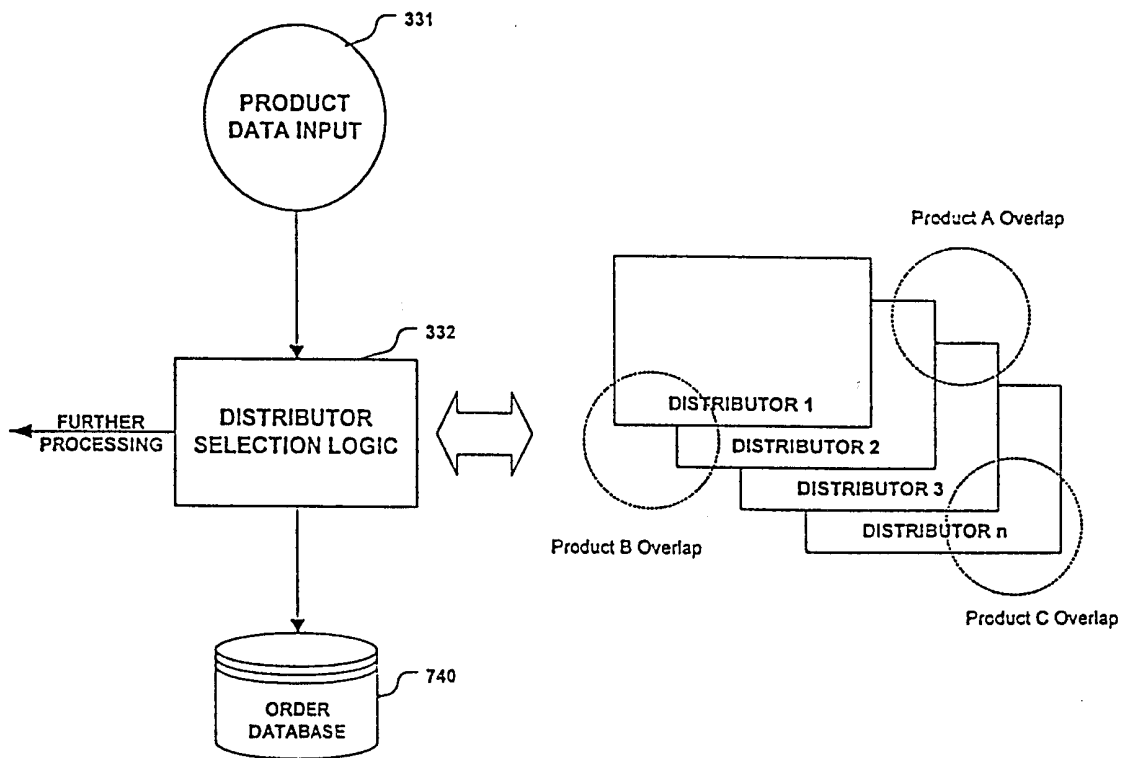 331
PRODUCT
DATA INPUT
Product A Overlap
332
DISTRIBUTOR
SELECTION LOGIC
FURTHER
PROCESSING
DISTRIBUTOR 1
DISTRIBUTOR 2
DISTRIBUTOR 3
DISTRIBUTOR n
Product B Overlap
Product C Overlap
740
ORDER
DATABASE